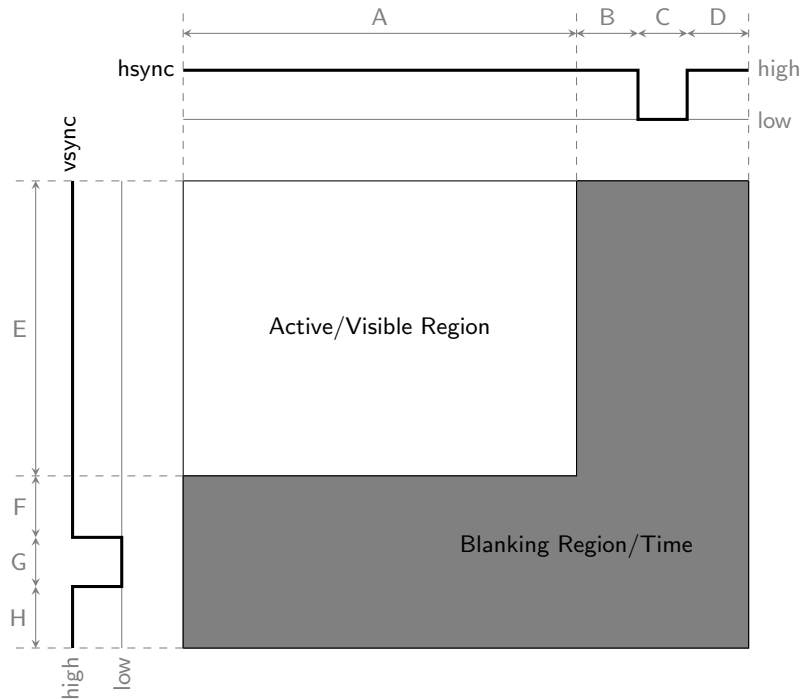 A
B
C
D
hsync
high
low
vsync
E
Active/Visible Region
F
G
Blanking Region/Time
H
high
low